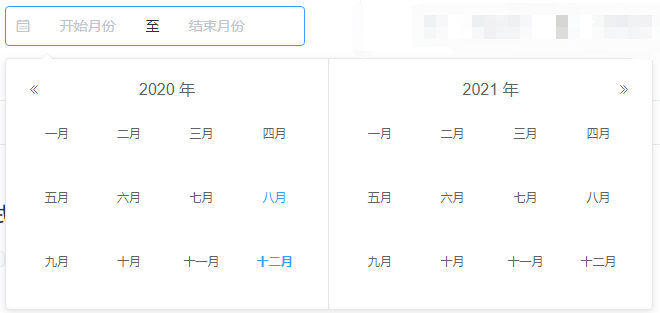 开始月份 至 结束月份
2020 年 2021 年
一月 二月 三月 四月 一月 二月 三月 四月
五月 六月 七月 八月 五月 六月 七月 八月
九月 十月 十一月 十二月 九月 十月 十一月 十二月